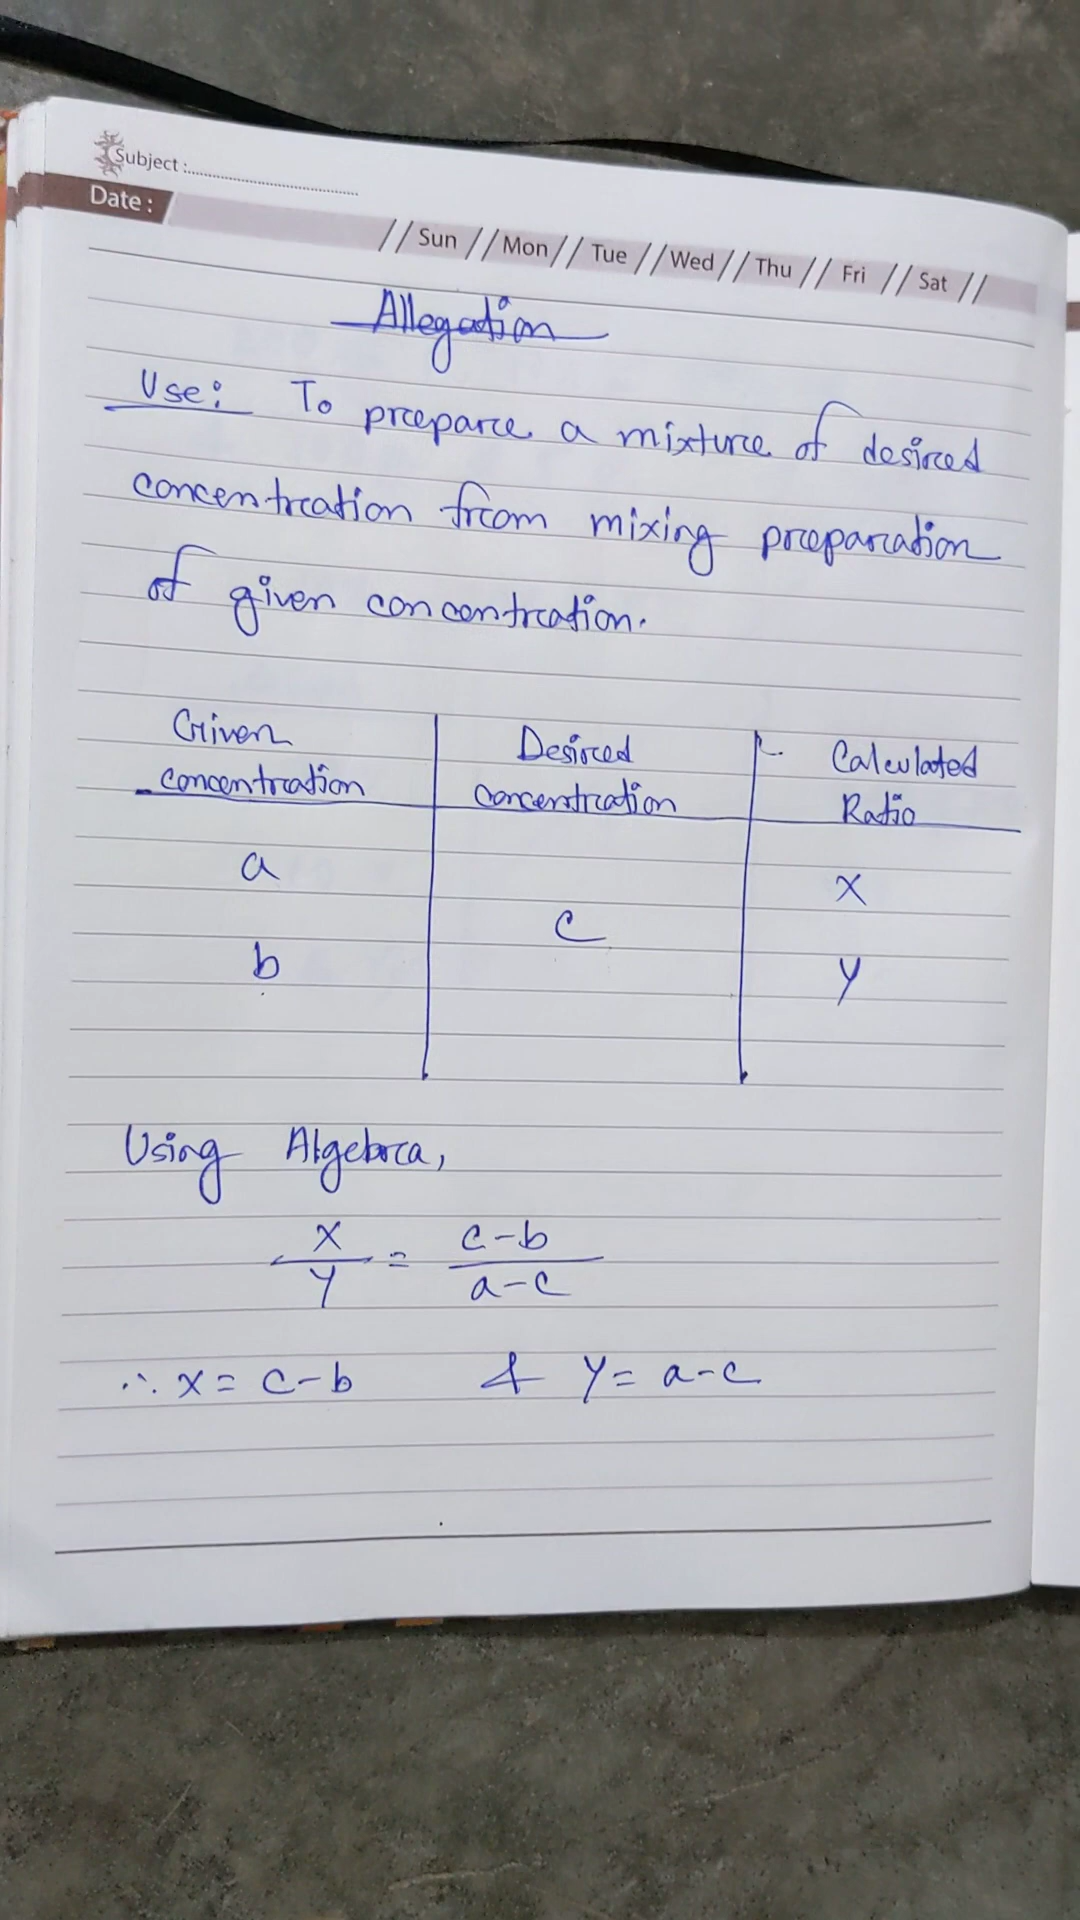 Subject :
Date :
// Sun // Mon // Tue // Wed // Thu // Fri // Sat //
Allegation
Use: To prepare a mixture of desired
concentration from mixing preparation
of given concentration.
Given Desired Calculated
concentration concentration Ratio
a x
c
b y
Using Algebra,
x/y = c-b/a-c
∴ x = c-b & y = a-c